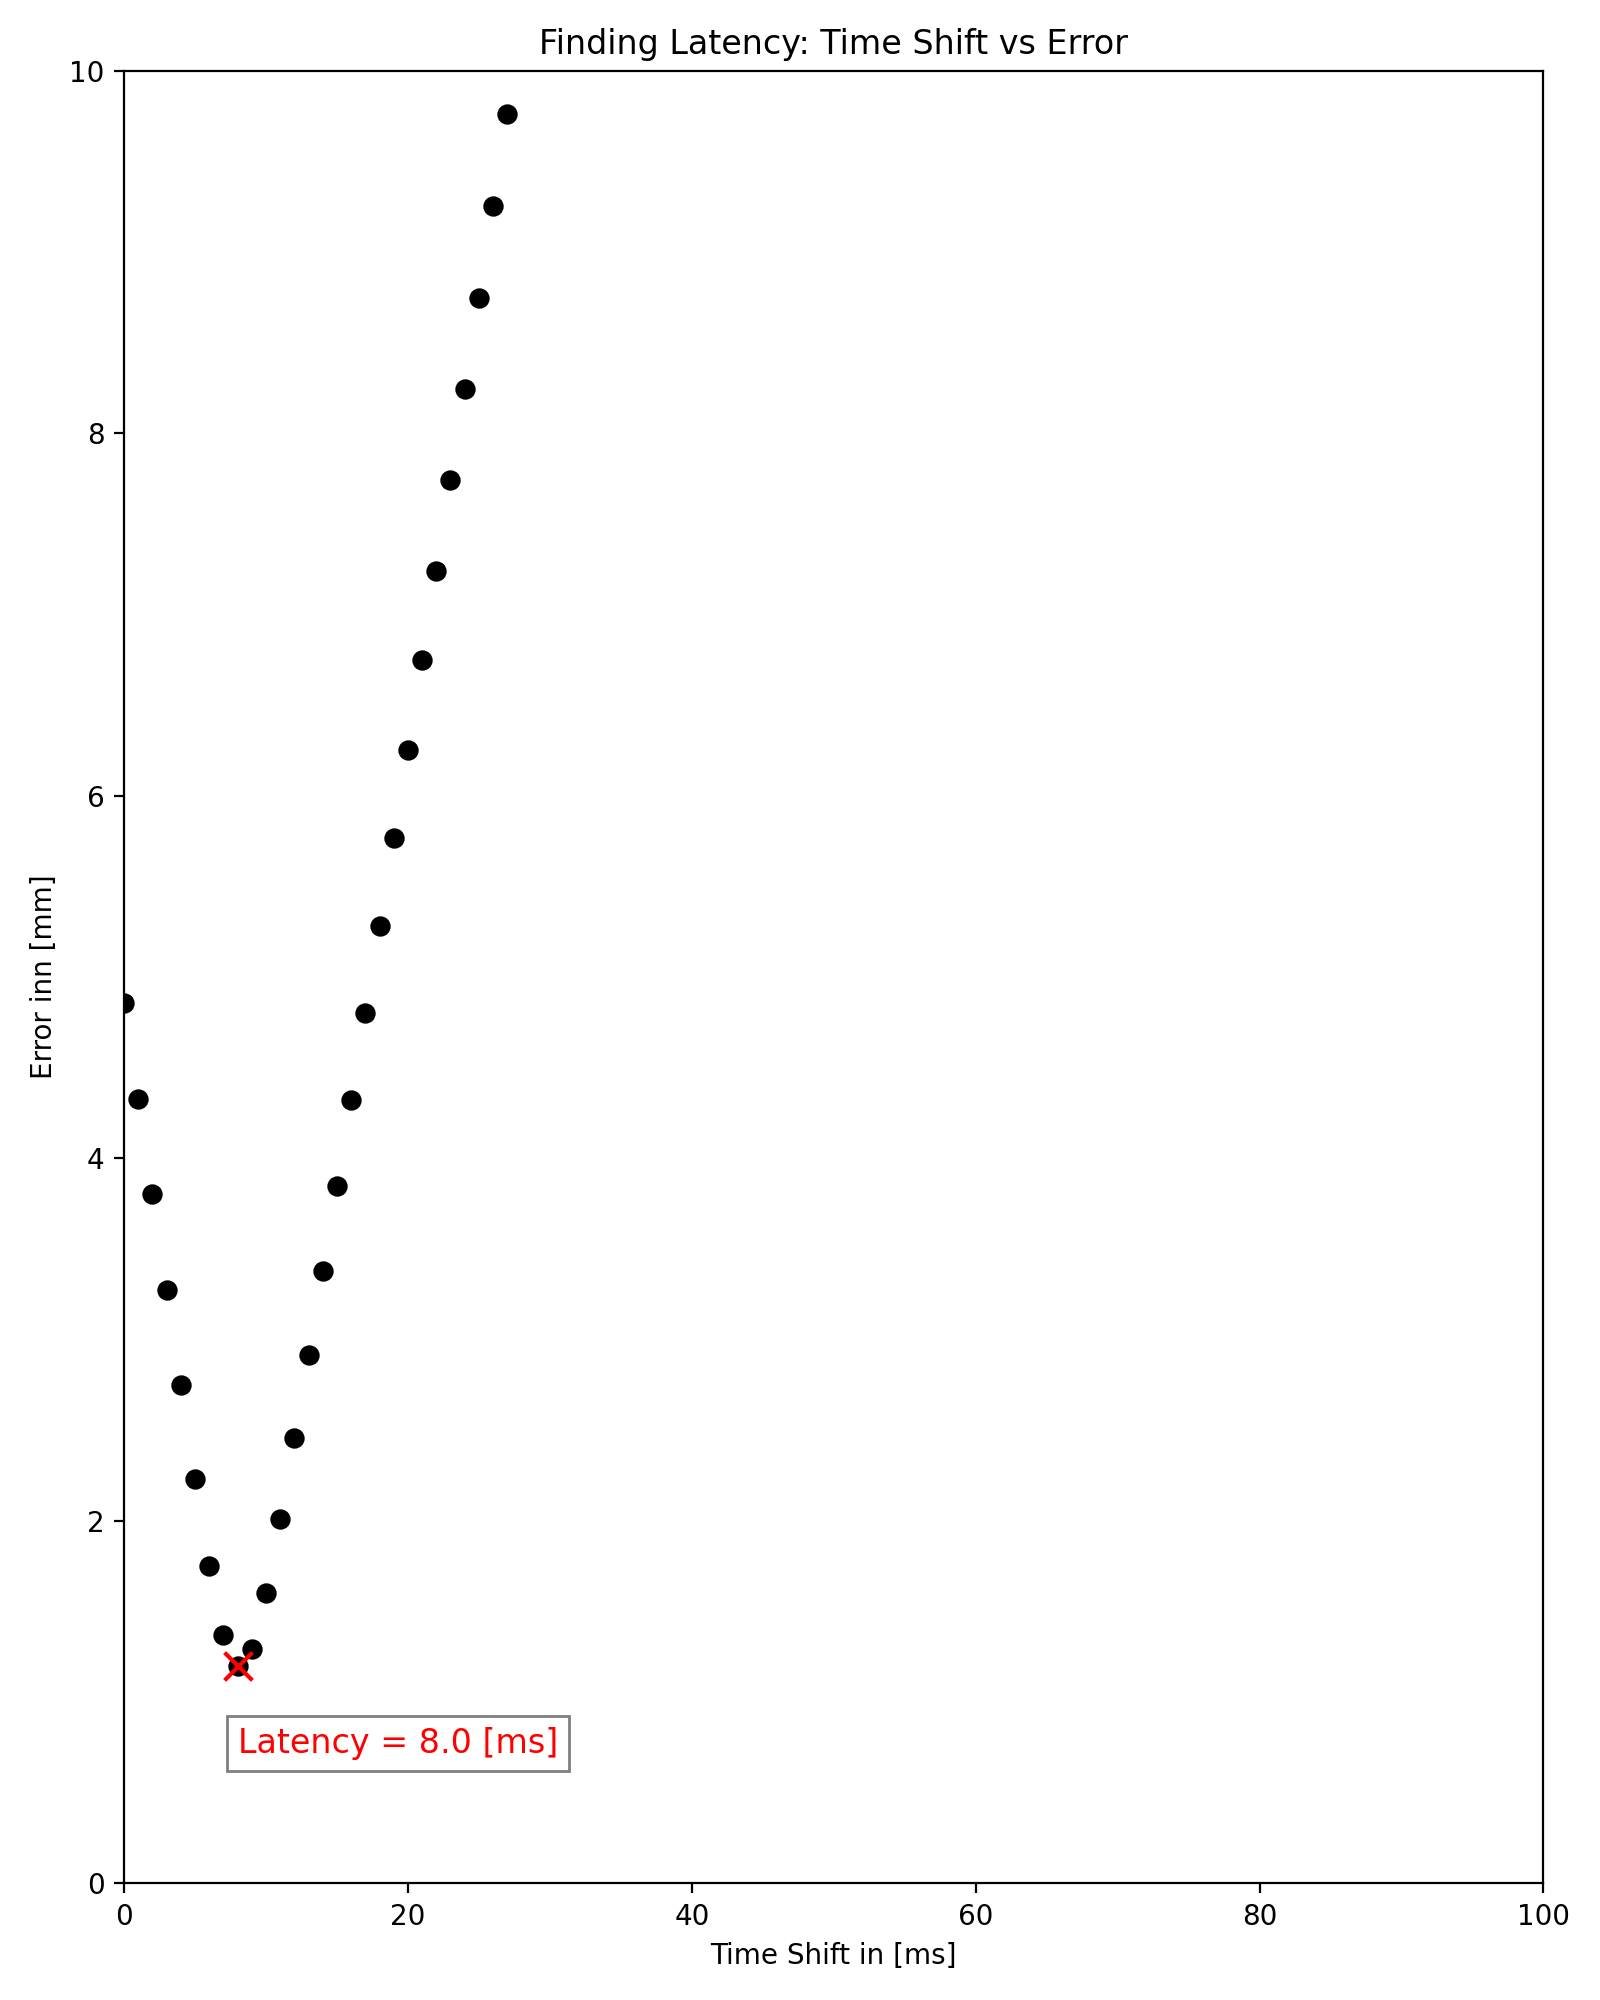 Finding Latency: Time Shift vs Error
10
8
6
4
2
0
Error inn [mm]
Latency = 8.0 [ms]
0 20 40 60 80 100
Time Shift in [ms]